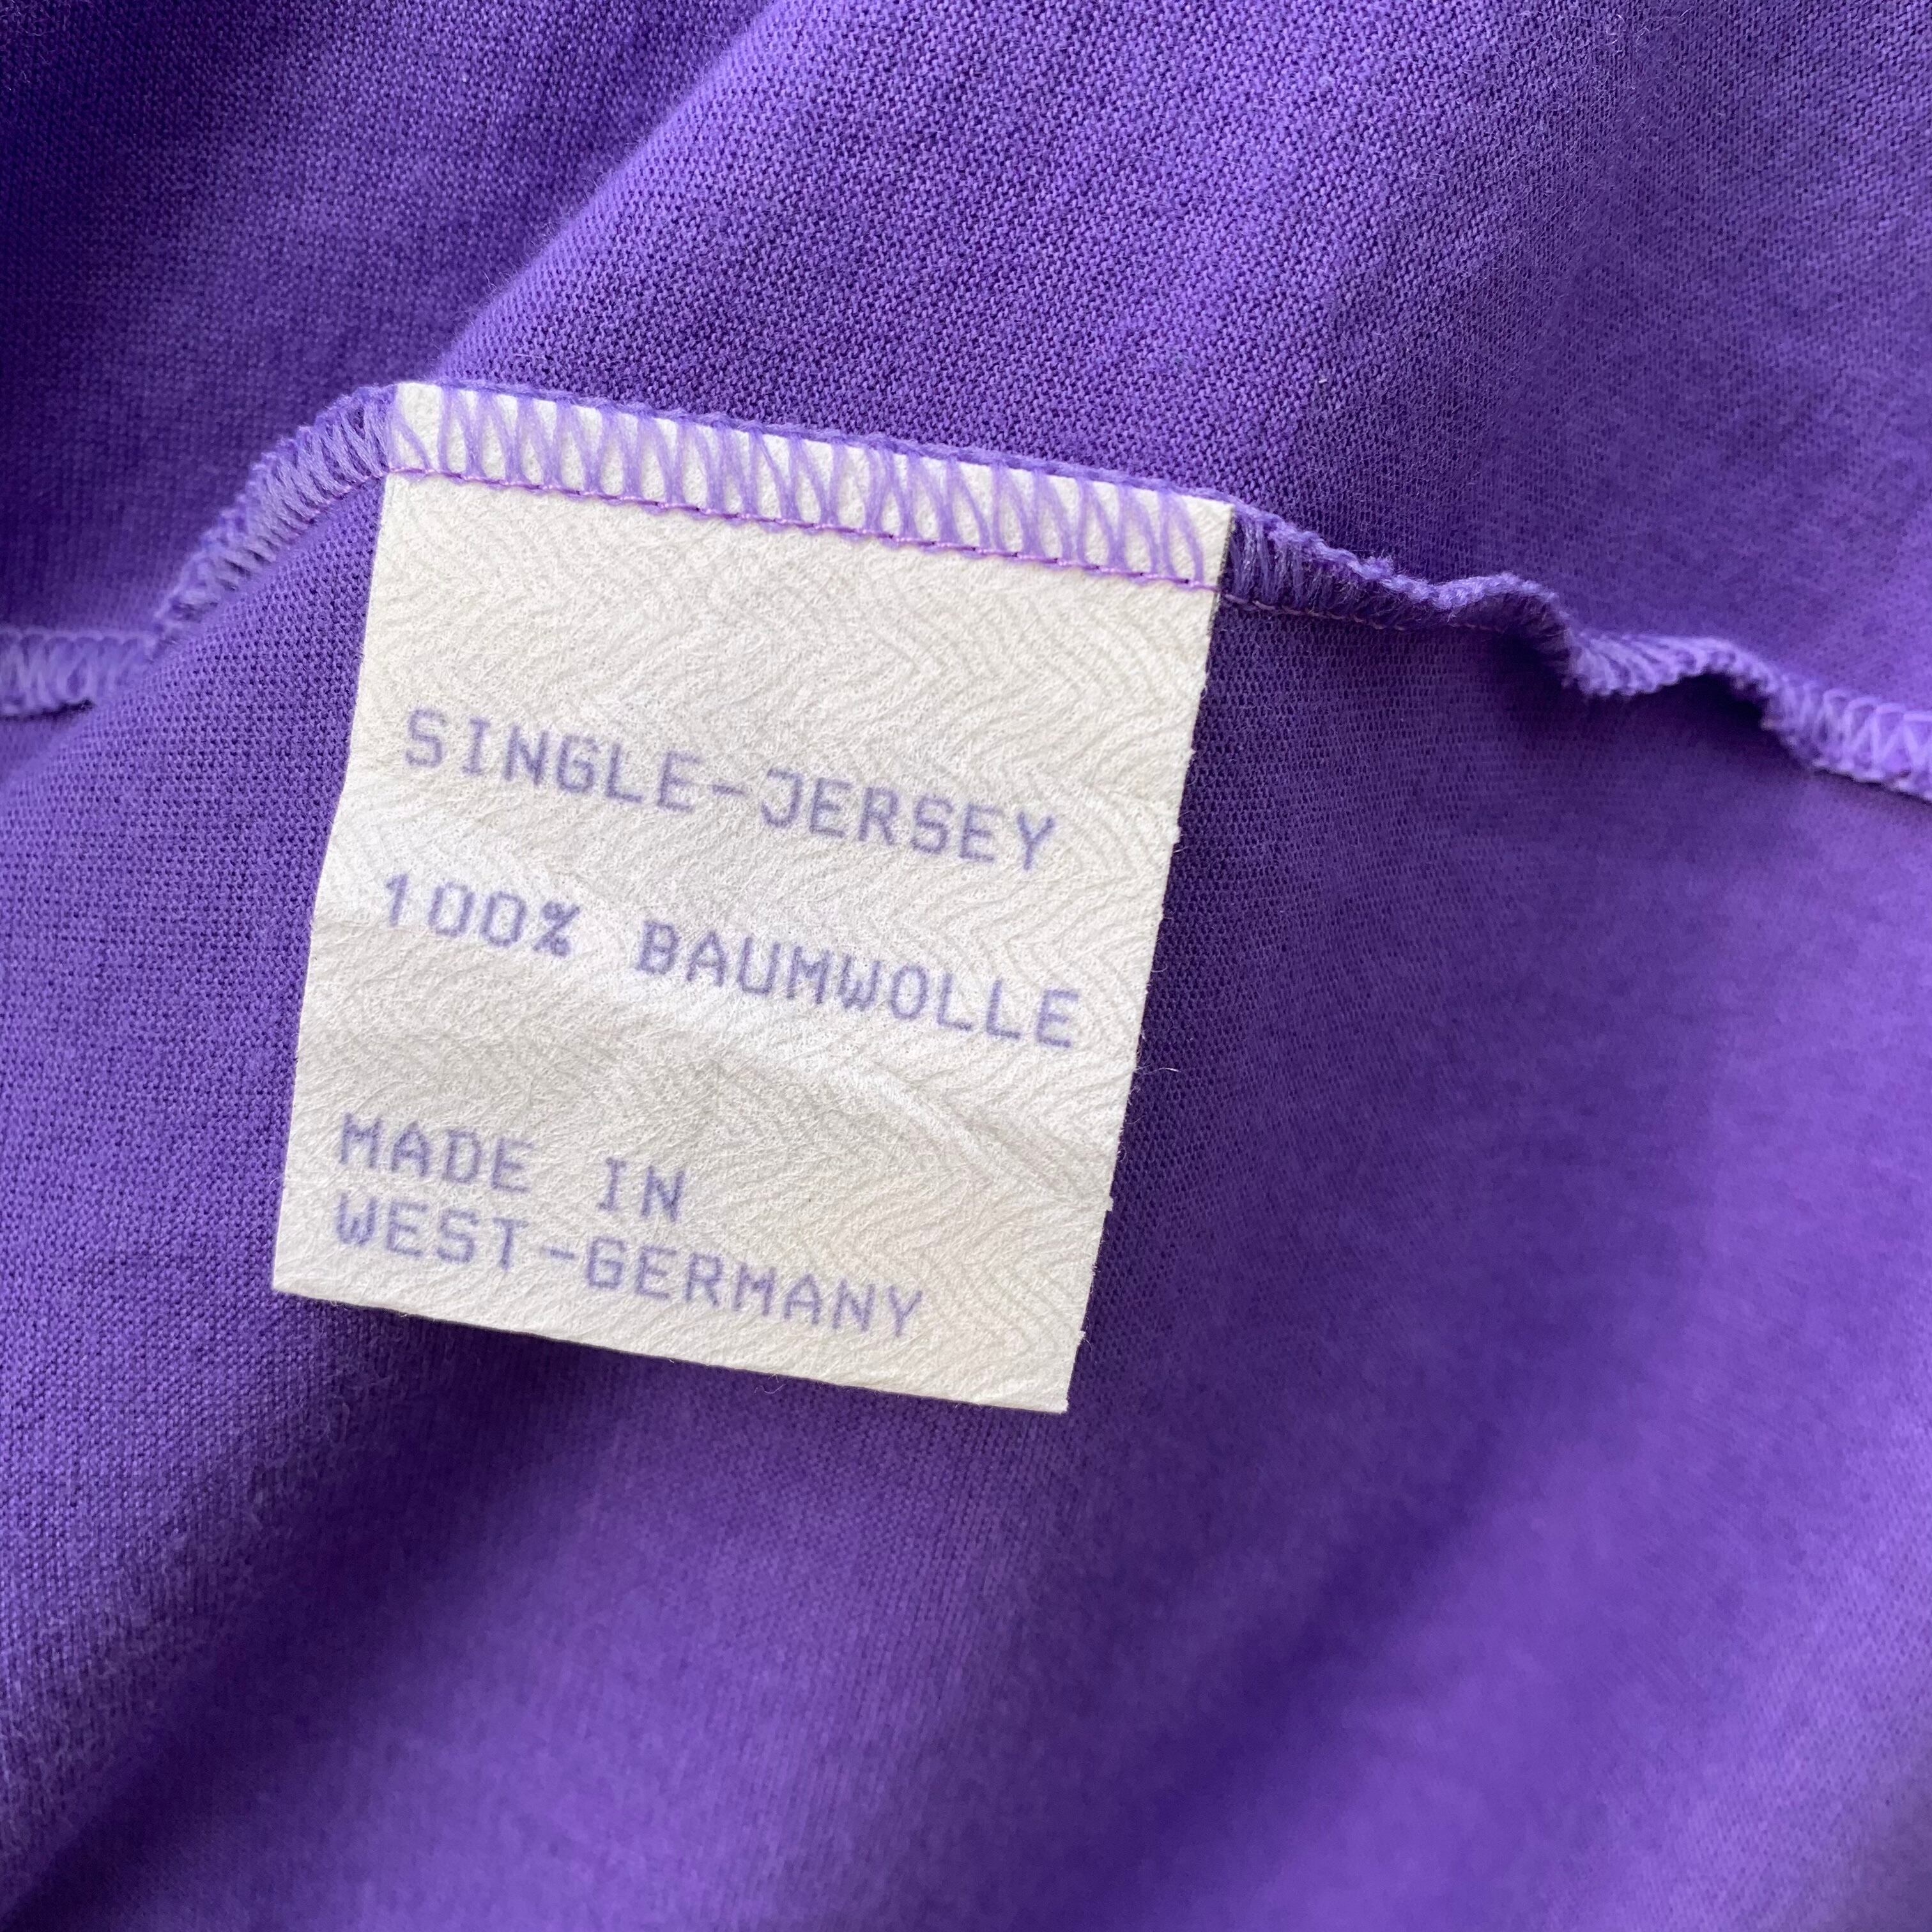 SINGLE-JERSEY
100% BAUMWOLLE
MADE IN
WEST-GERMANY